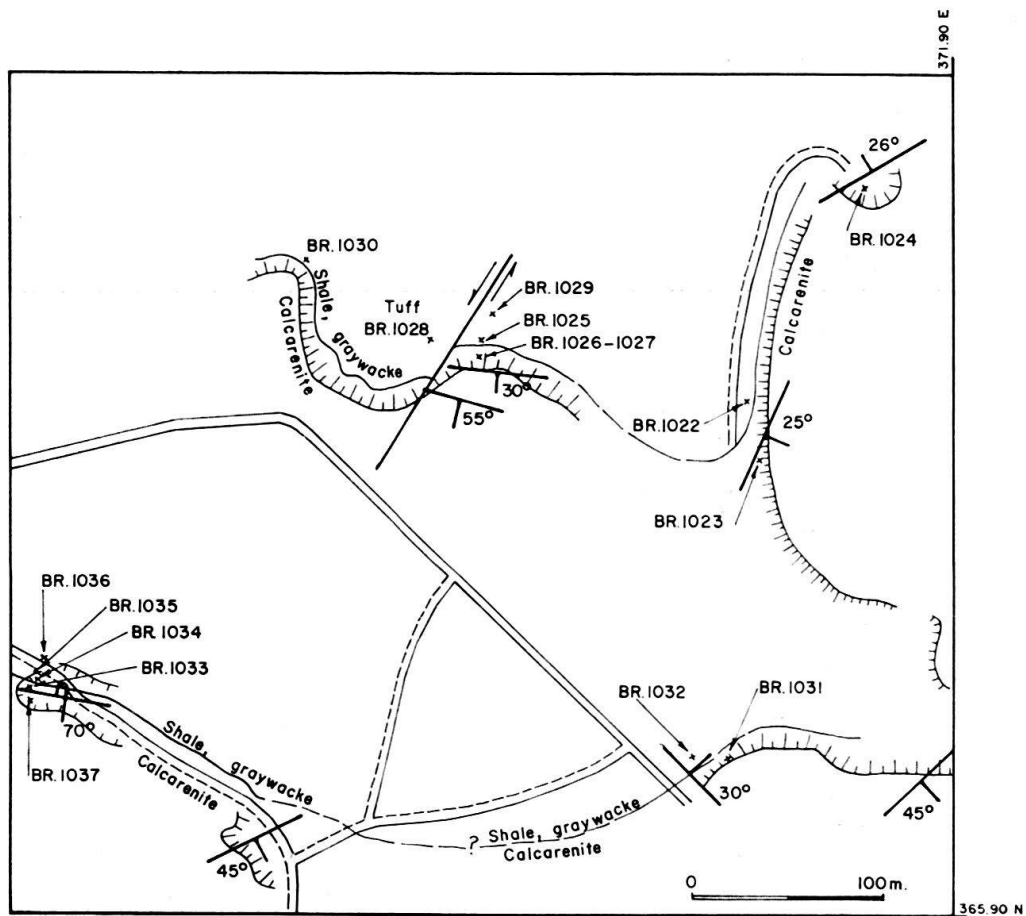 371.90 E
26°
BR. 1024
BR. 1030
Shale, graywacke
Calcarenite
Tuff
BR. 1028
BR. 1029
BR. 1025
BR. 1026-1027
30°
55°
Calcarenite
BR. 1022
25°
BR. 1023
BR. 1036
BR. 1035
BR. 1034
BR. 1033
70°
BR. 1037
Shale, graywacke
Calcarenite
45°
BR. 1032
BR. 1031
30°
45°
? Shale, graywacke
Calcarenite
0 100 m.
365.90 N